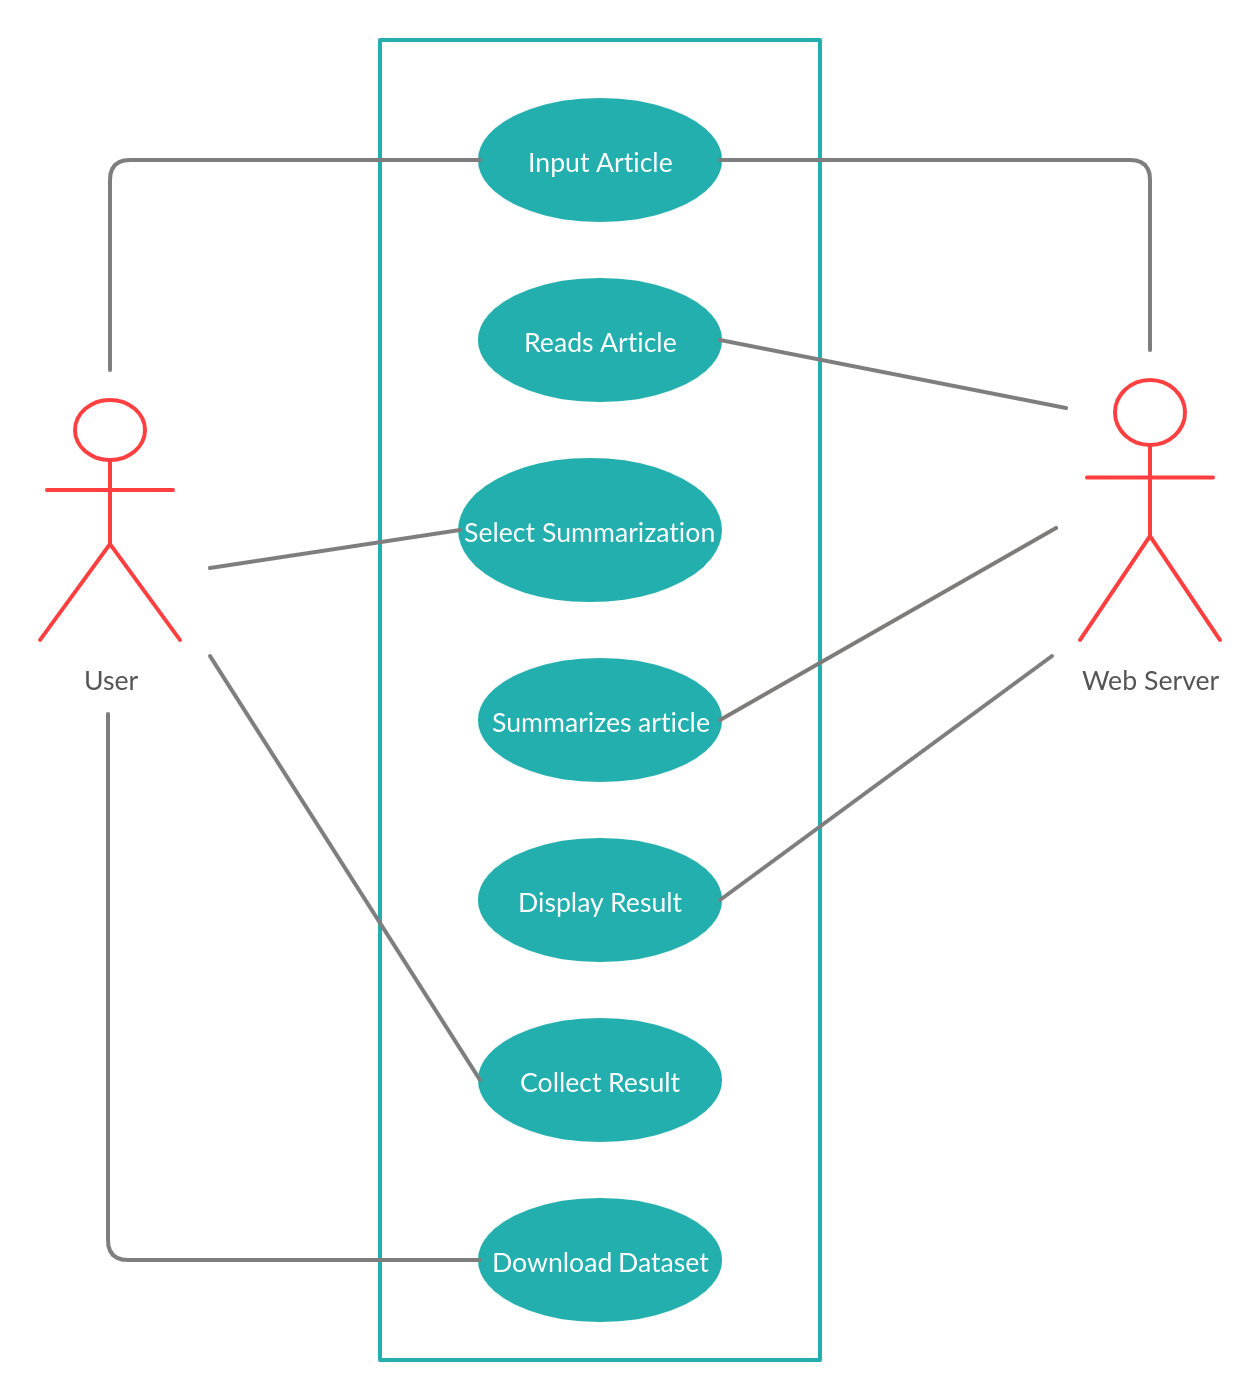 Input Article
Reads Article
Select Summarization
User
Web Server
Summarizes article
Display Result
Collect Result
Download Dataset